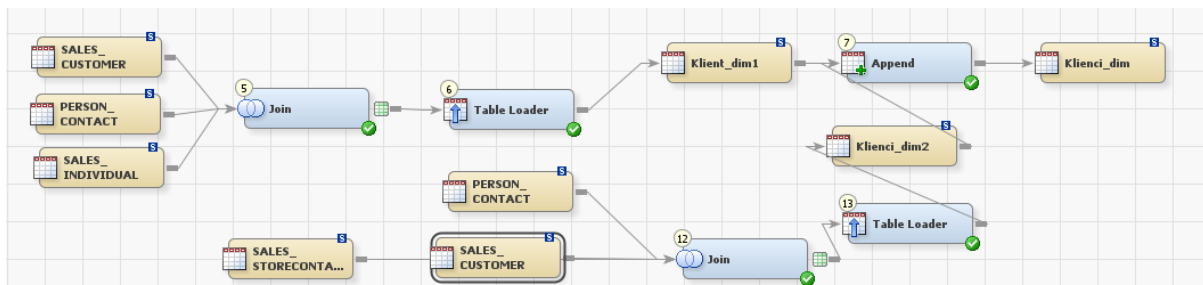 SALES_
CUSTOMER
S
PERSON_
CONTACT
S
SALES_
INDIVIDUAL
S
5
Join
6
Table Loader
Klient_dim1
S
7
Append
Klienci_dim
S
Klienci_dim2
S
PERSON_
CONTACT
S
13
Table Loader
SALES_
STORECONTA...
S
SALES_
CUSTOMER
S
12
Join